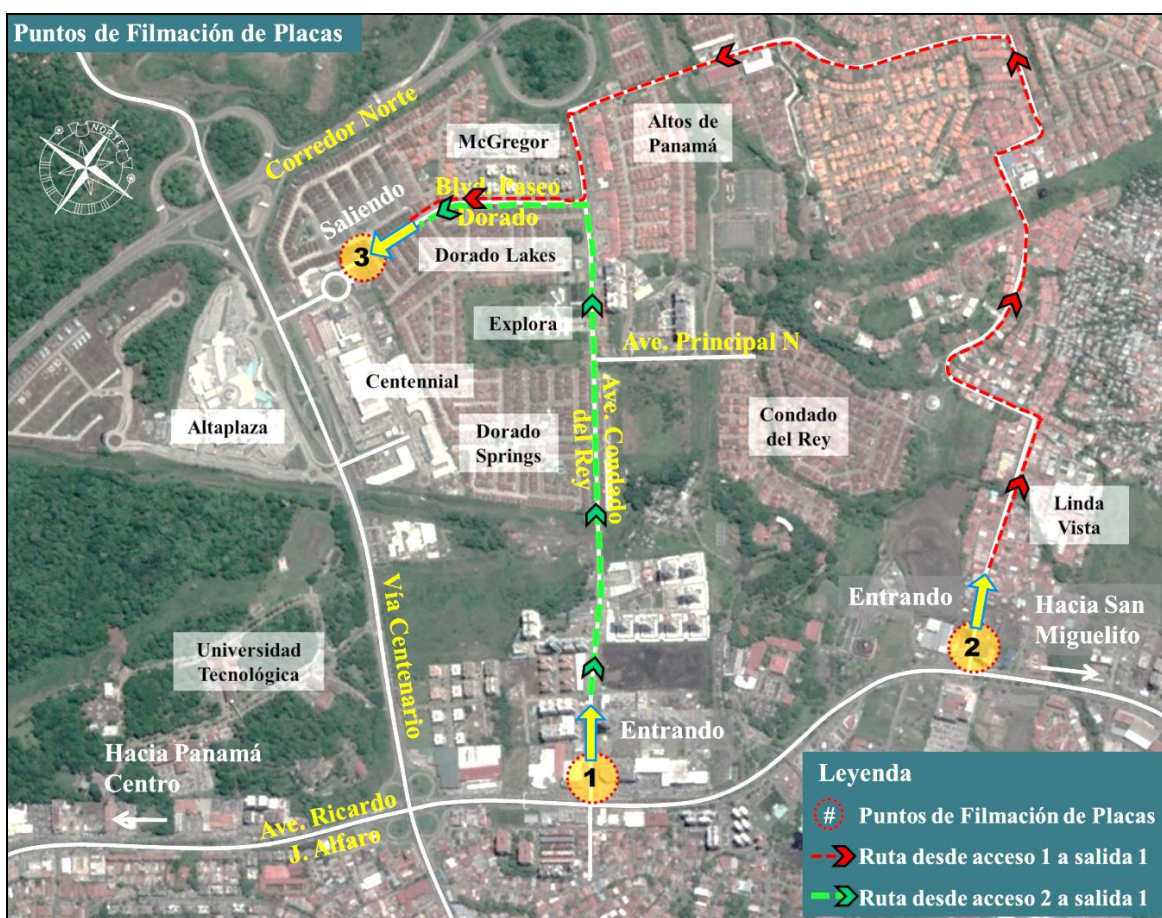 Puntos de Filmación de Placas
NORTE
Corredor Norte
McGregor
Altos de
Panamá
Blvd. Paseo
Dorado
Saliendo
3
Dorado Lakes
Explora
Ave. Principal N
Centennial
Altaplaza
Dorado
Springs
Ave. Condado
del Rey
Condado
del Rey
Linda
Vista
Vía Centenario
Entrando
Hacia San
Miguelito
2
Universidad
Tecnológica
Entrando
1
Hacia Panamá
Centro
Ave. Ricardo
J. Alfaro
Leyenda
# Puntos de Filmación de Placas
Ruta desde acceso 1 a salida 1
Ruta desde acceso 2 a salida 1